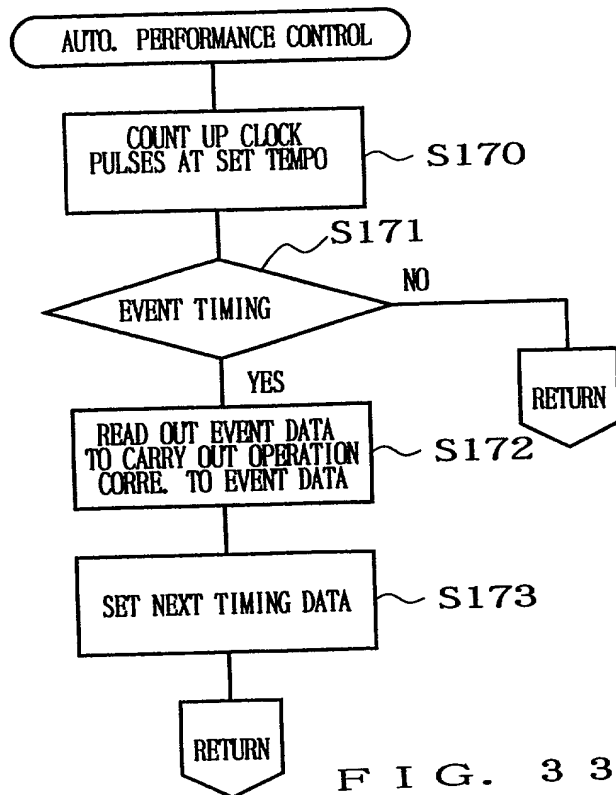 AUTO. PERFORMANCE CONTROL
COUNT UP CLOCK
PULSES AT SET TEMPO
S170
S171
EVENT TIMING
NO
RETURN
YES
READ OUT EVENT DATA
TO CARRY OUT OPERATION
CORRE. TO EVENT DATA
S172
SET NEXT TIMING DATA
S173
RETURN
FIG. 33